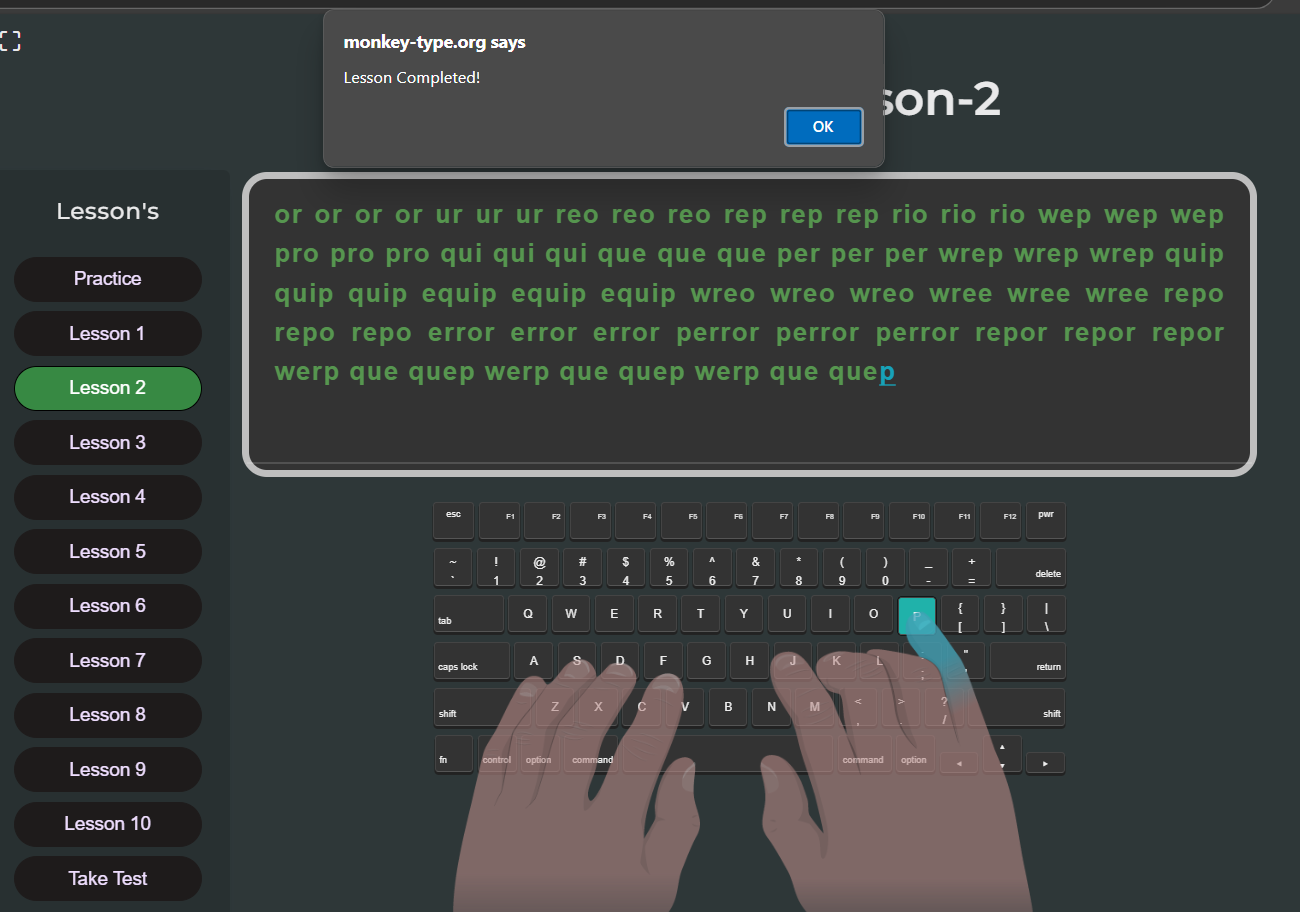 monkey-type.org says
Lesson Completed!
OK
son-2
Lesson's
Practice
Lesson 1
Lesson 2
Lesson 3
Lesson 4
Lesson 5
Lesson 6
Lesson 7
Lesson 8
Lesson 9
Lesson 10
Take Test
or or or or ur ur ur reo reo reo rep rep rep rio rio rio wep wep wep
pro pro pro qui qui qui que que que per per per wrep wrep wrep quip
quip quip equip equip equip wreo wreo wreo wree wree wree repo
repo repo error error error perror perror perror repor repor repor
werp que quep werp que quep werp que quep
esc F1 F2 F3 F4 F5 F6 F7 F8 F9 F10 F11 F12 pwr
~ ! @ # $ % ^ & * ( ) _ +
` 1 2 3 4 5 6 7 8 9 0 - = delete
tab Q W E R T Y U I O P { } |
[ ] \
caps lock A S D F G H J K L : "
; ' return
shift Z X C V B N M < > ? shift
, . /
fn control option command command option ◄ ▲ ▼ ►